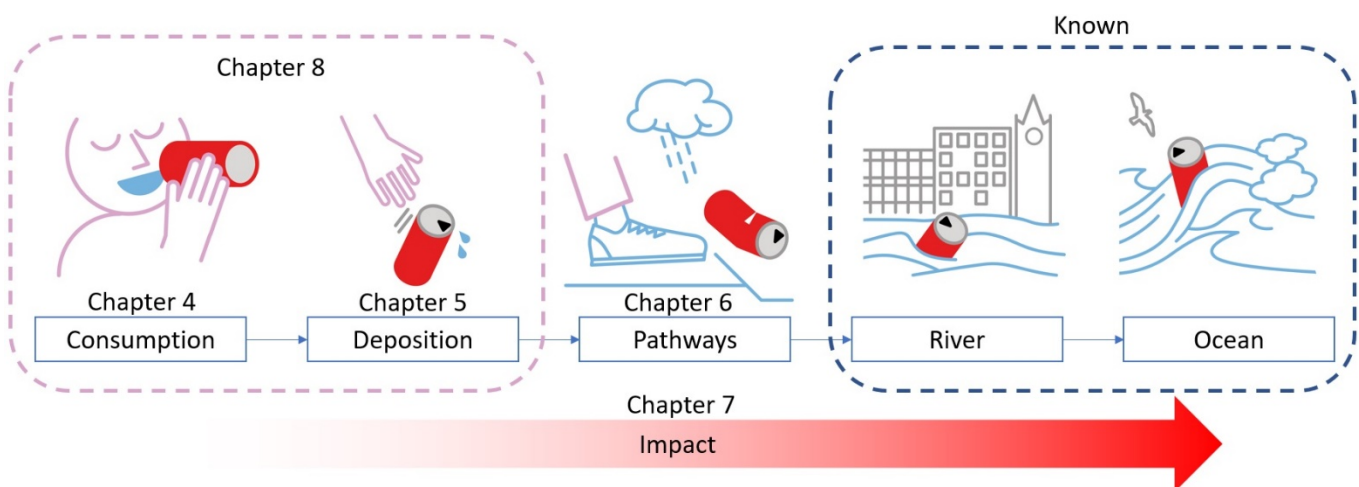 Known
Chapter 8
Chapter 4
Chapter 5
Chapter 6
Consumption
Deposition
Pathways
River
Ocean
Chapter 7
Impact